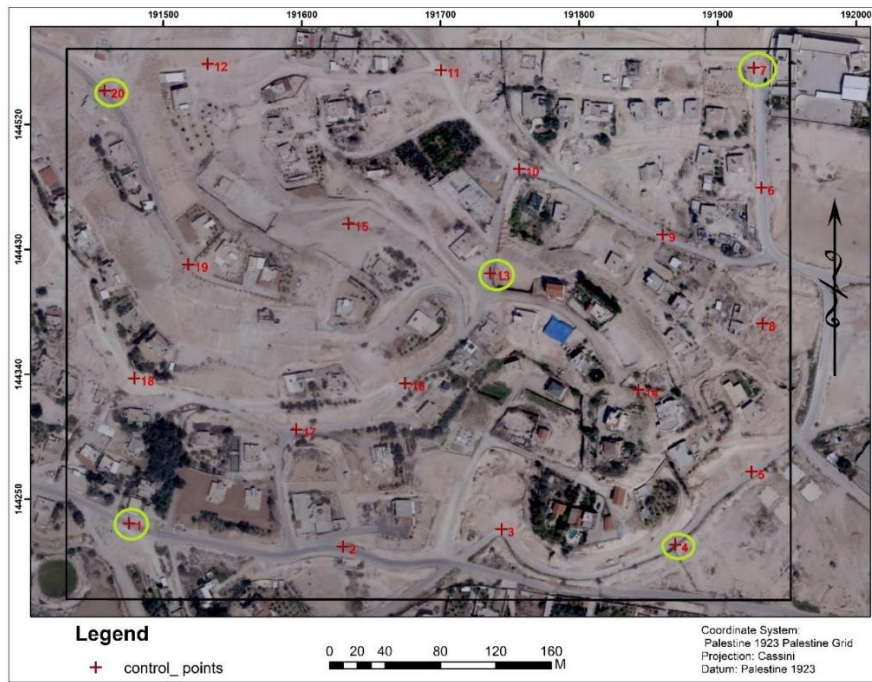 191500 191600 191700 191800 191900 192000
12
11
7
20
144520
10
6
15
9
144430
19
13
8
144340
18
16
14
17
5
144250
1
3
2
4
Legend
control_ points
0 20 40 80 120 160
M
Coordinate System:
Palestine 1923 Palestine Grid
Projection: Cassini
Datum: Palestine 1923